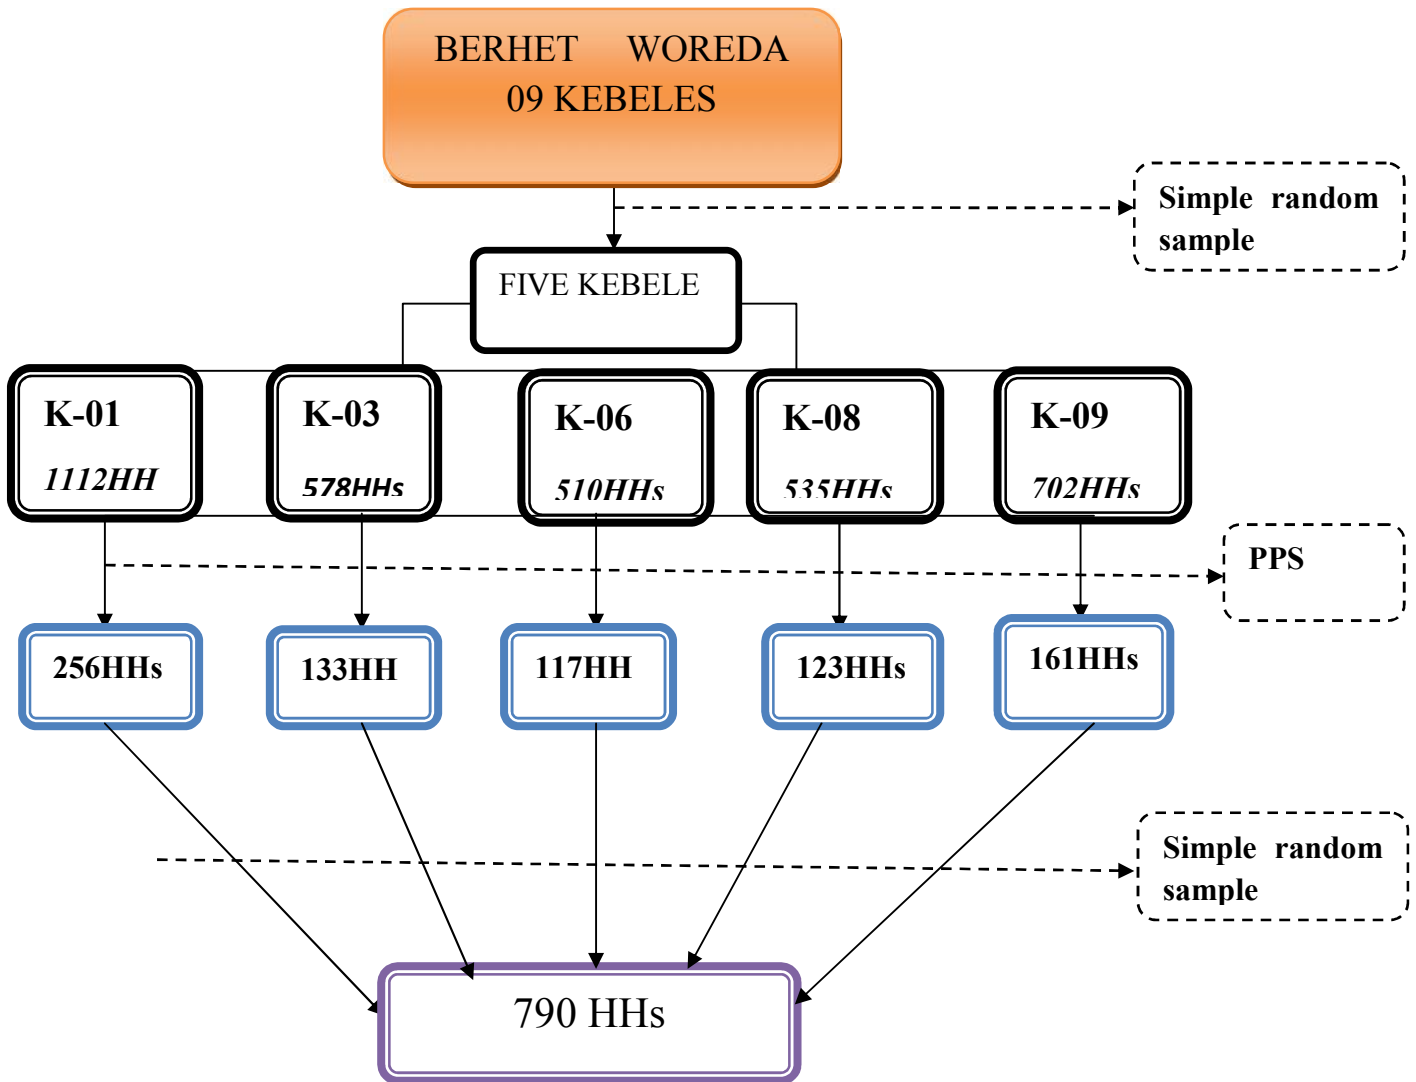 BERHET WOREDA
09 KEBELES
Simple random
sample
FIVE KEBELE
K-01
1112HH
K-03
578HHs
K-06
510HHs
K-08
535HHs
K-09
702HHs
PPS
256HHs
133HH
117HH
123HHs
161HHs
Simple random
sample
790 HHs